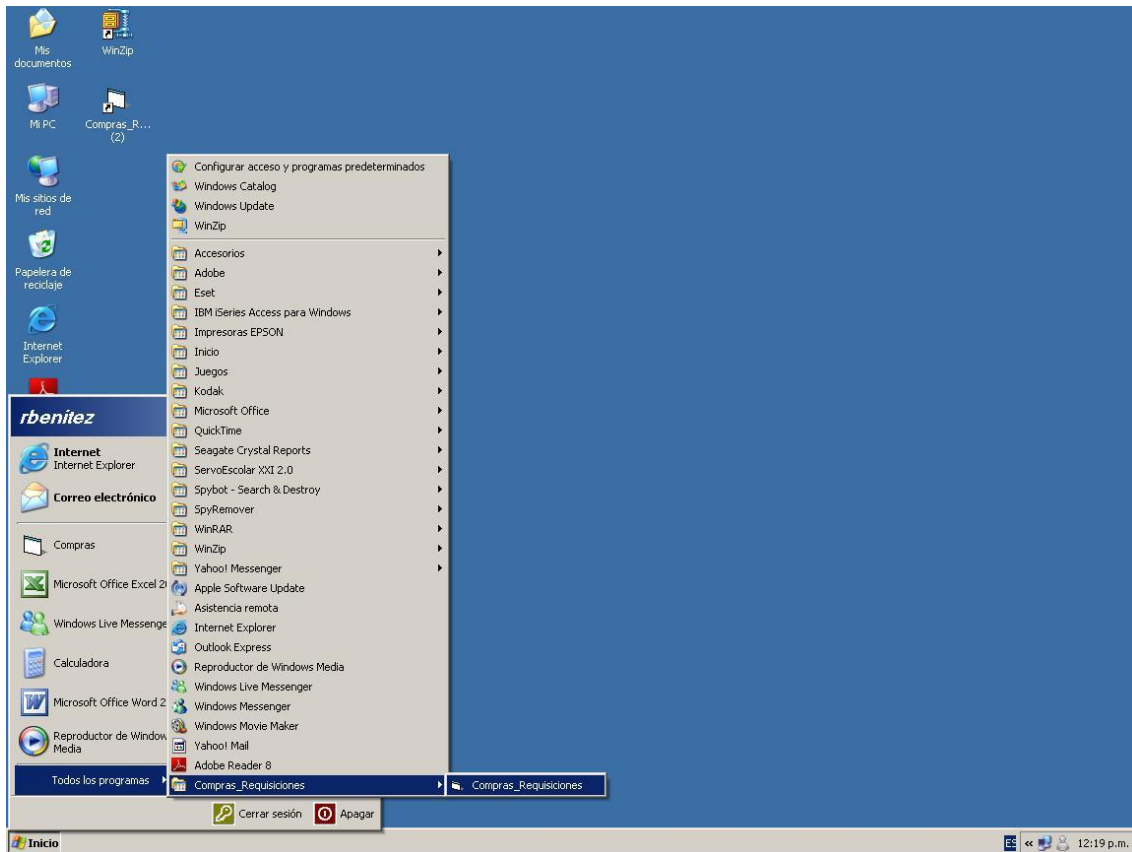 Mis
documentos
WinZip
Mi PC
Compras_R...
(2)
Mis sitios de
red
Papelera de
reciclaje
Internet
Explorer
rbenitez
Internet
Internet Explorer
Correo electrónico
Compras
Microsoft Office Excel 2
Windows Live Messenge
Calculadora
Microsoft Office Word 2
Reproductor de Window
Media
Todos los programas
Configurar acceso y programas predeterminados
Windows Catalog
Windows Update
WinZip
Accesorios
Adobe
Eset
IBM iSeries Access para Windows
Impresoras EPSON
Inicio
Juegos
Kodak
Microsoft Office
QuickTime
Seagate Crystal Reports
ServoEscolar XXI 2.0
Spybot - Search & Destroy
SpyRemover
WinRAR
WinZip
Yahoo! Messenger
Apple Software Update
Asistencia remota
Internet Explorer
Outlook Express
Reproductor de Windows Media
Windows Live Messenger
Windows Messenger
Windows Movie Maker
Yahoo! Mail
Adobe Reader 8
Compras_Requisiciones
Compras_Requisiciones
Cerrar sesión Apagar
Inicio
ES « 12:19 p.m.